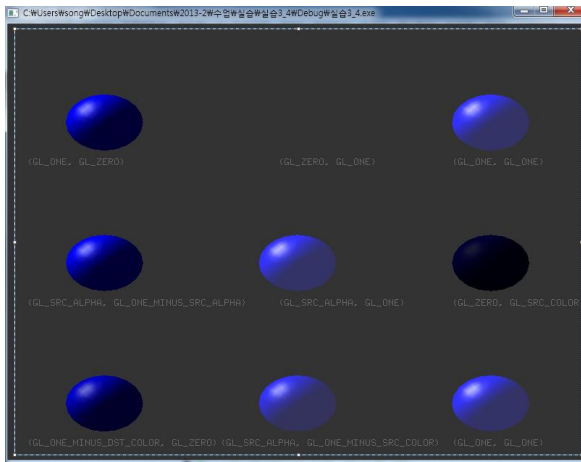 C:₩Users₩song₩Desktop₩Documents₩2013-2₩수업₩실습₩실습3_4₩Debug₩실습3_4.exe
(GL_ONE, GL_ZERO) (GL_ZERO, GL_ONE) (GL_ONE, GL_ONE)
(GL_SRC_ALPHA, GL_ONE_MINUS_SRC_ALPHA) (GL_SRC_ALPHA, GL_ONE) (GL_ZERO, GL_SRC_COLOR
(GL_ONE_MINUS_DST_COLOR, GL_ZERO) (GL_SRC_ALPHA, GL_ONE_MINUS_SRC_COLOR) (GL_ONE, GL_ONE)